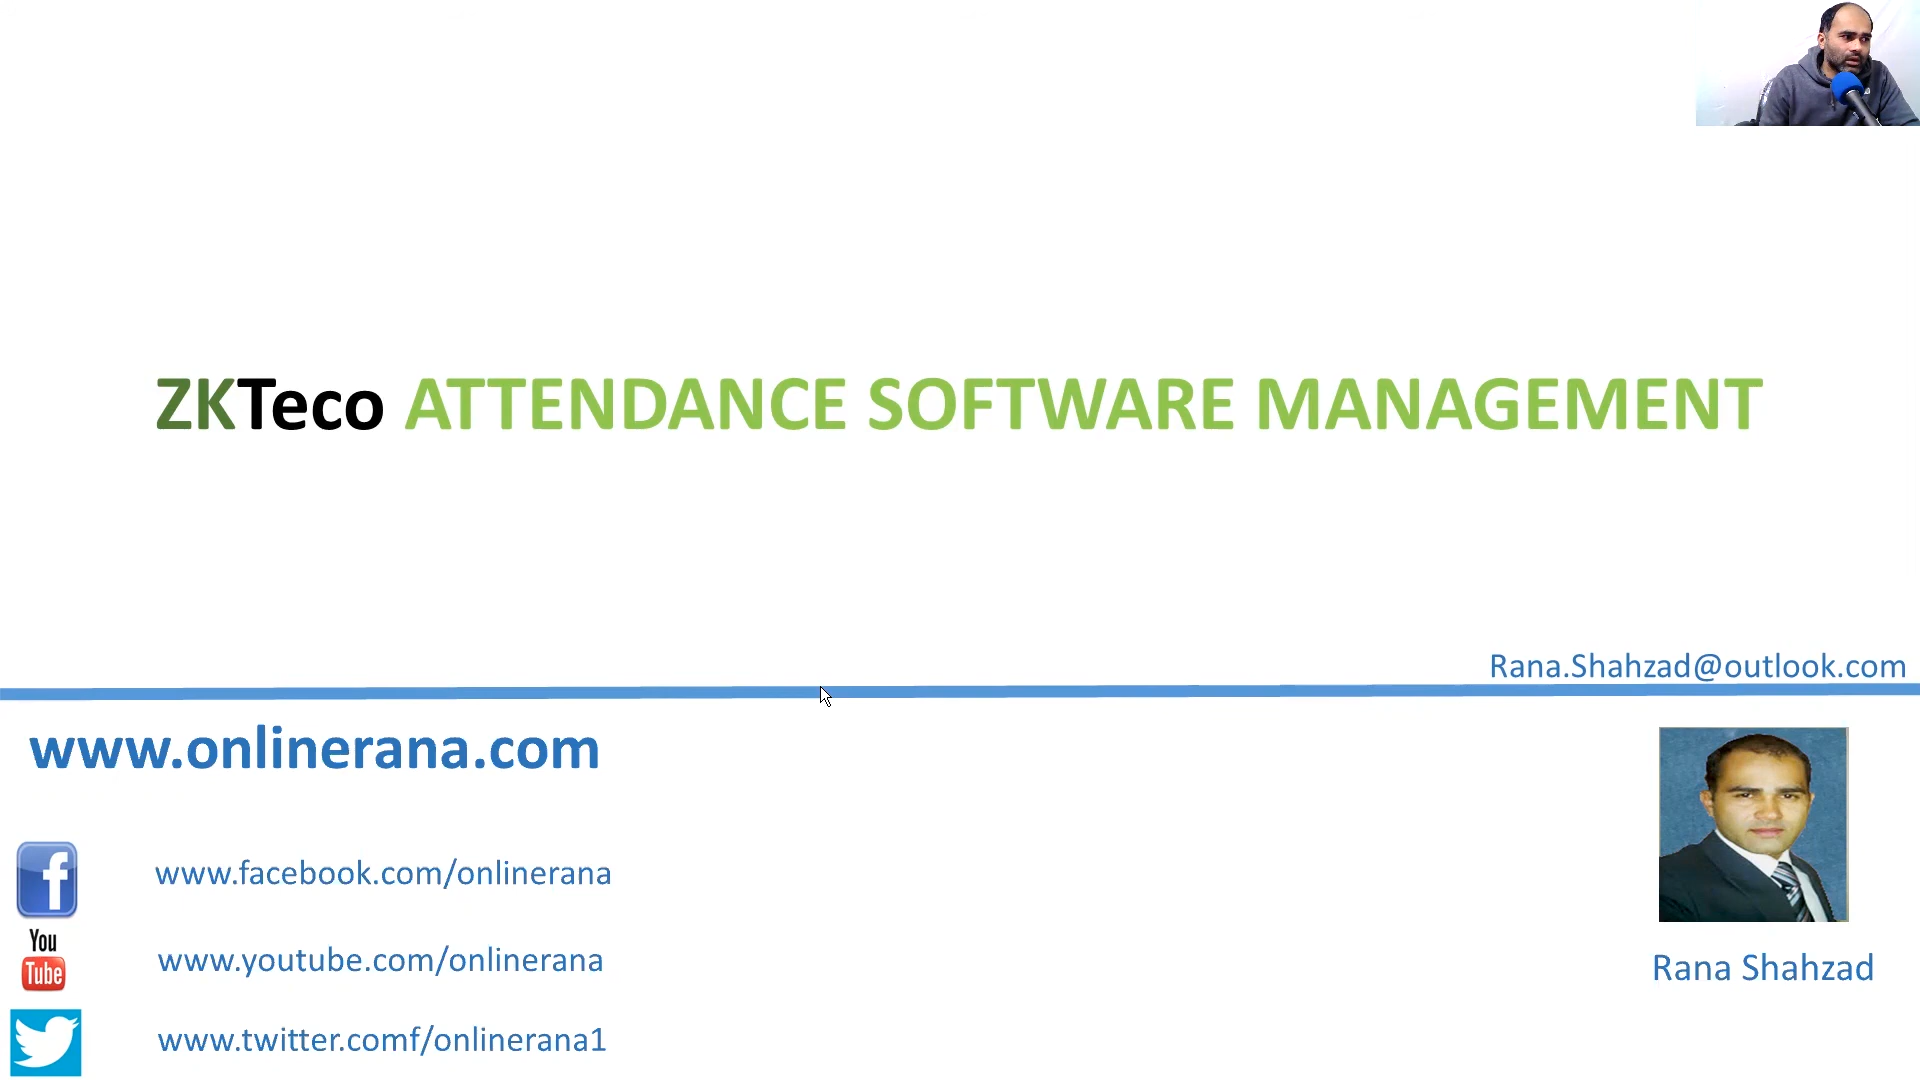 ZKTeco ATTENDANCE SOFTWARE MANAGEMENT
Rana.Shahzad@outlook.com
www.onlinerana.com
f
www.facebook.com/onlinerana
You
Tube
www.youtube.com/onlinerana
Rana Shahzad
www.twitter.comf/onlinerana1